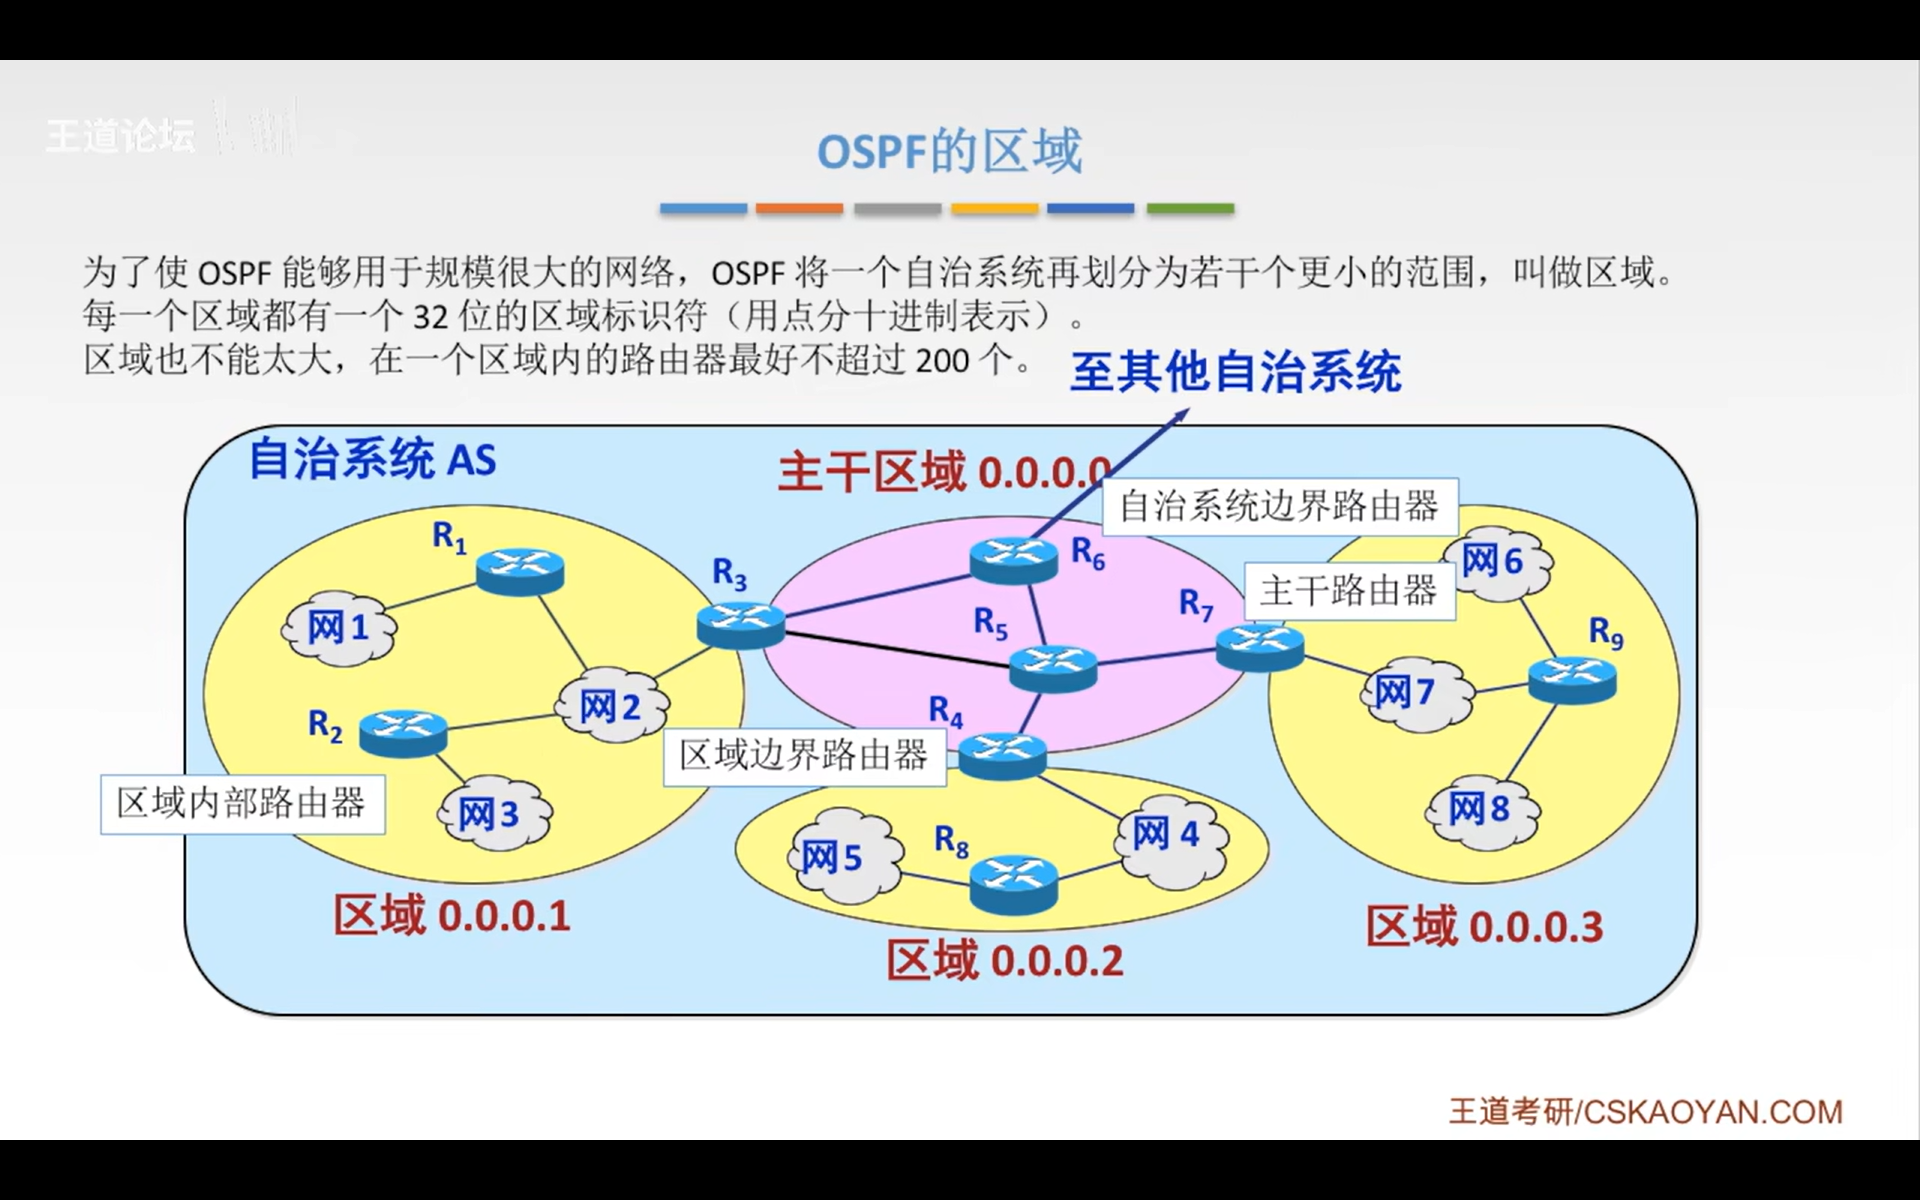 王道论坛
OSPF的区域
为了使 OSPF 能够用于规模很大的网络，OSPF 将一个自治系统再划分为若干个更小的范围，叫做区域。
每一个区域都有一个 32 位的区域标识符（用点分十进制表示）。
区域也不能太大，在一个区域内的路由器最好不超过 200 个。
至其他自治系统
自治系统 AS
主干区域 0.0.0.0
自治系统边界路由器
R1
R3
R6
网6
主干路由器
网1
R5
R7
R9
R2
网2
R4
网7
区域边界路由器
区域内部路由器
网3
网5
R8
网4
网8
区域 0.0.0.1
区域 0.0.0.2
区域 0.0.0.3
王道考研/CSKAOYAN.COM